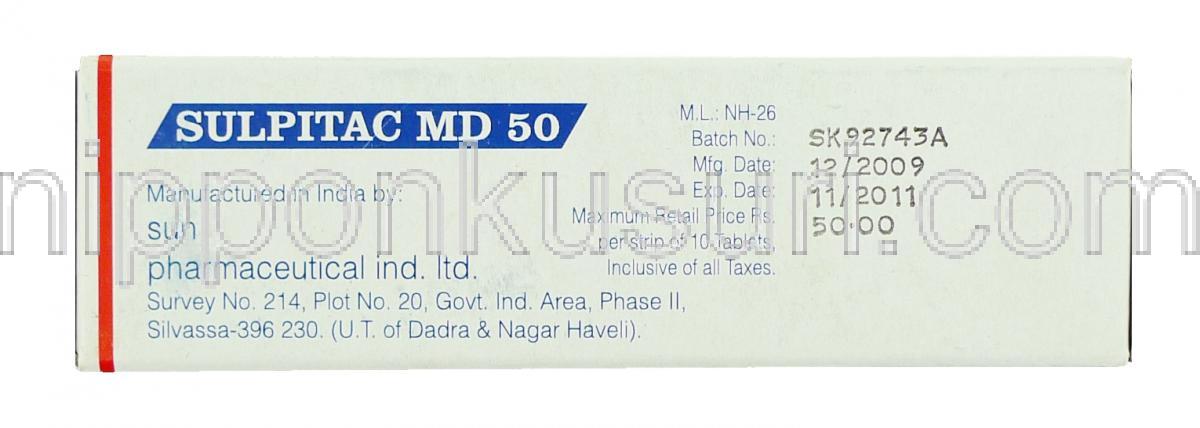 SULPITAC MD 50
Manufactured in India by:
sun
pharmaceutical ind. ltd.
Survey No. 214, Plot No. 20, Govt. Ind. Area, Phase II,
Silvassa-396 230. (U.T. of Dadra & Nagar Haveli).
M.L.: NH-26
Batch No.: SK92743A
Mfg. Date: 12/2009
Exp. Date: 11/2011
Maximum Retail Price Rs. 50.00
per strip of 10 Tablets,
Inclusive of all Taxes.
nipponkusuri.com